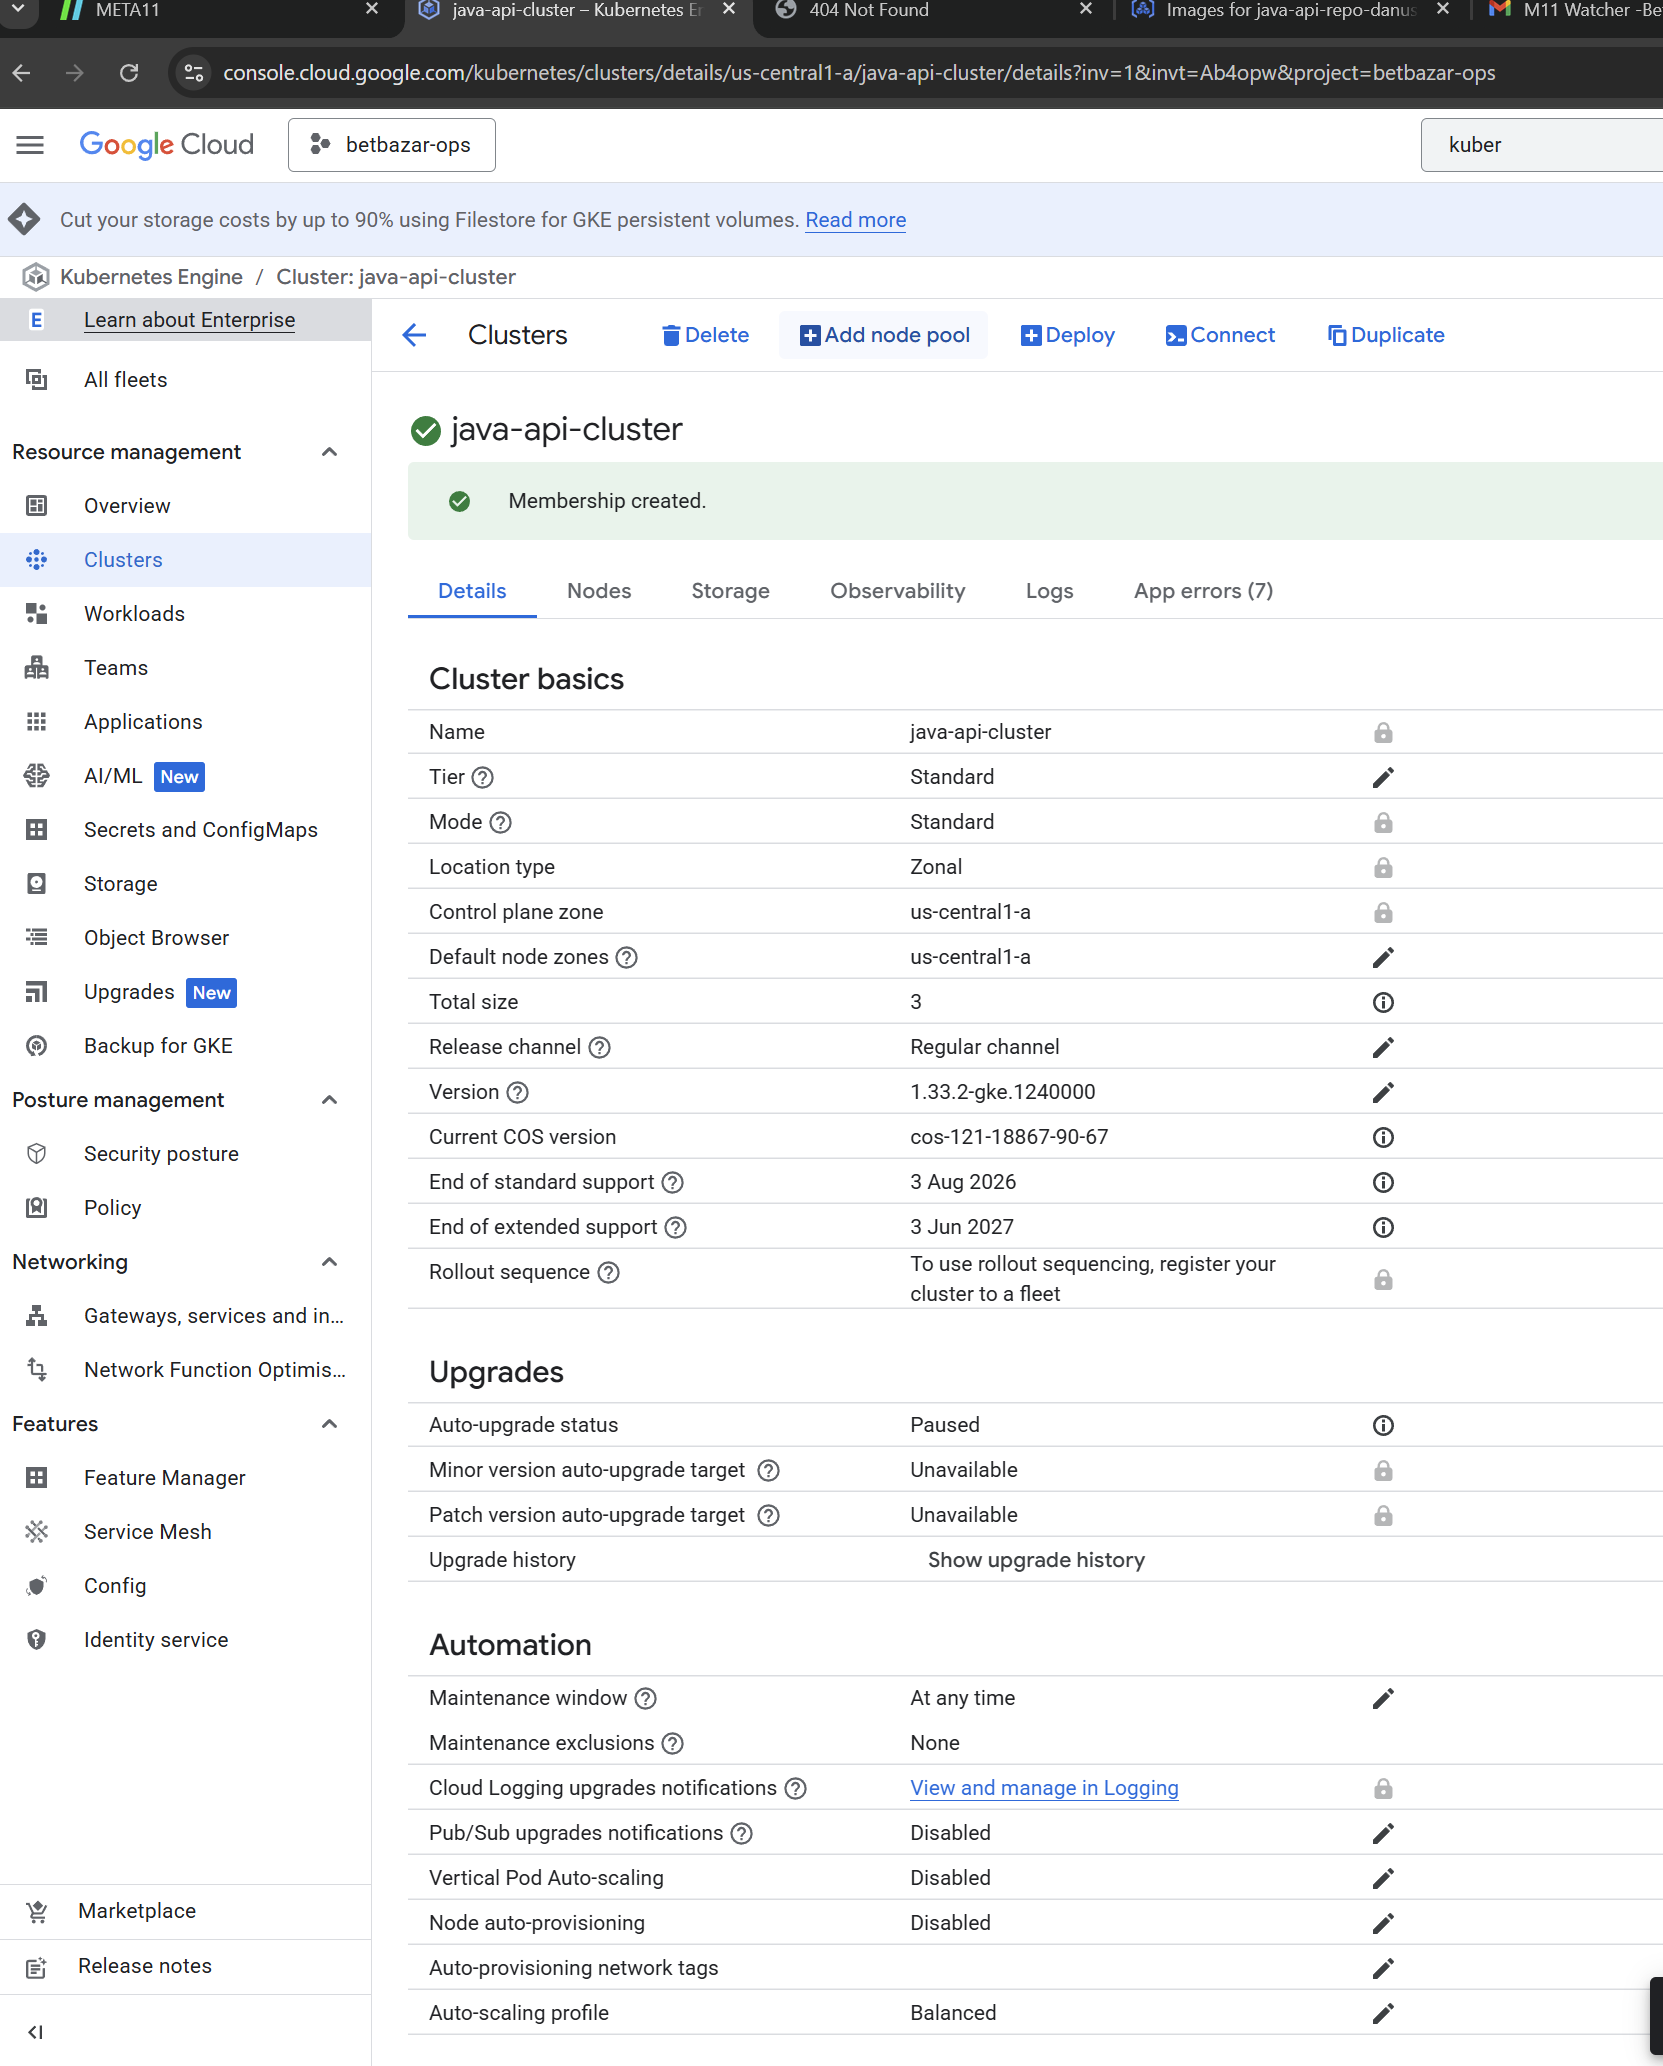 META11
java-api-cluster – Kubernetes En
404 Not Found
Images for java-api-repo-danus
M11 Watcher -Be
console.cloud.google.com/kubernetes/clusters/details/us-central1-a/java-api-cluster/details?inv=1&invt=Ab4opw&project=betbazar-ops
Google Cloud
betbazar-ops
kuber
Cut your storage costs by up to 90% using Filestore for GKE persistent volumes. Read more
Kubernetes Engine / Cluster: java-api-cluster
E Learn about Enterprise
All fleets
Resource management
Overview
Clusters
Workloads
Teams
Applications
AI/ML New
Secrets and ConfigMaps
Storage
Object Browser
Upgrades New
Backup for GKE
Posture management
Security posture
Policy
Networking
Gateways, services and in...
Network Function Optimis...
Features
Feature Manager
Service Mesh
Config
Identity service
Marketplace
Release notes
Clusters
Delete
Add node pool
Deploy
Connect
Duplicate
java-api-cluster
Membership created.
Details
Nodes
Storage
Observability
Logs
App errors (7)
Cluster basics
Name java-api-cluster
Tier Standard
Mode Standard
Location type Zonal
Control plane zone us-central1-a
Default node zones us-central1-a
Total size 3
Release channel Regular channel
Version 1.33.2-gke.1240000
Current COS version cos-121-18867-90-67
End of standard support 3 Aug 2026
End of extended support 3 Jun 2027
Rollout sequence To use rollout sequencing, register your
cluster to a fleet
Upgrades
Auto-upgrade status Paused
Minor version auto-upgrade target Unavailable
Patch version auto-upgrade target Unavailable
Upgrade history Show upgrade history
Automation
Maintenance window At any time
Maintenance exclusions None
Cloud Logging upgrades notifications View and manage in Logging
Pub/Sub upgrades notifications Disabled
Vertical Pod Auto-scaling Disabled
Node auto-provisioning Disabled
Auto-provisioning network tags
Auto-scaling profile Balanced